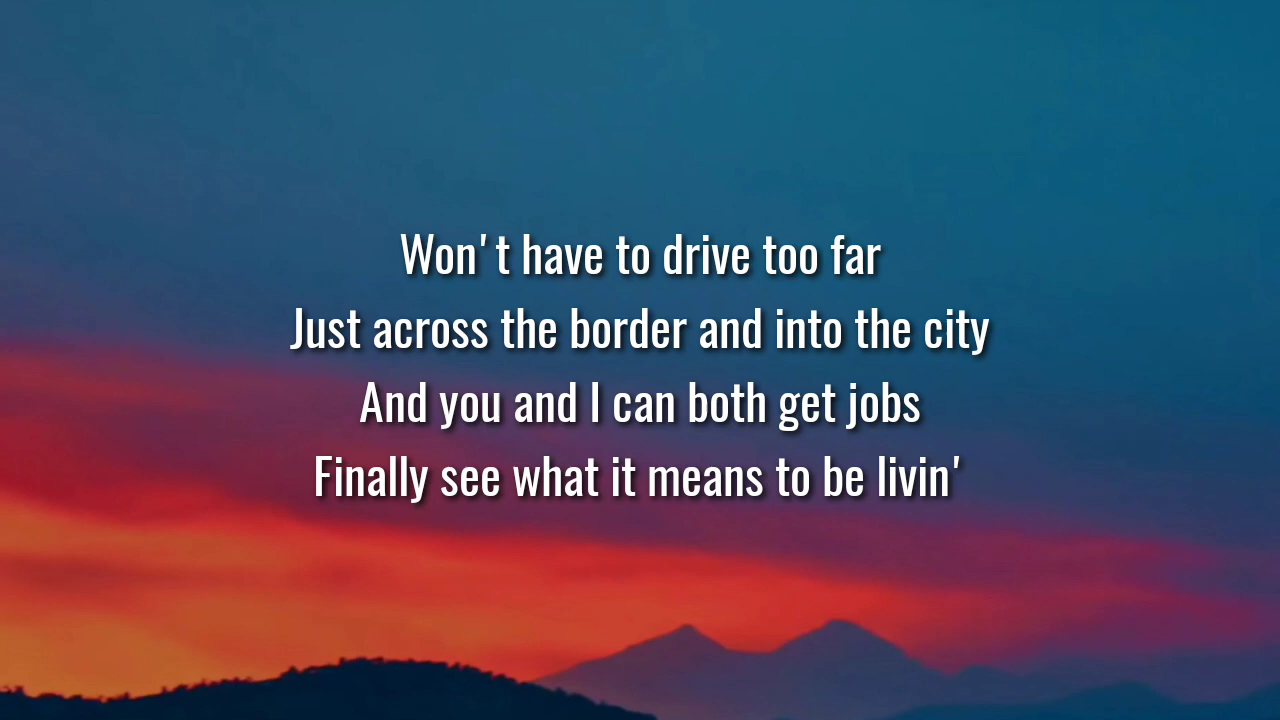 Won't have to drive too far
Just across the border and into the city
And you and I can both get jobs
Finally see what it means to be livin'